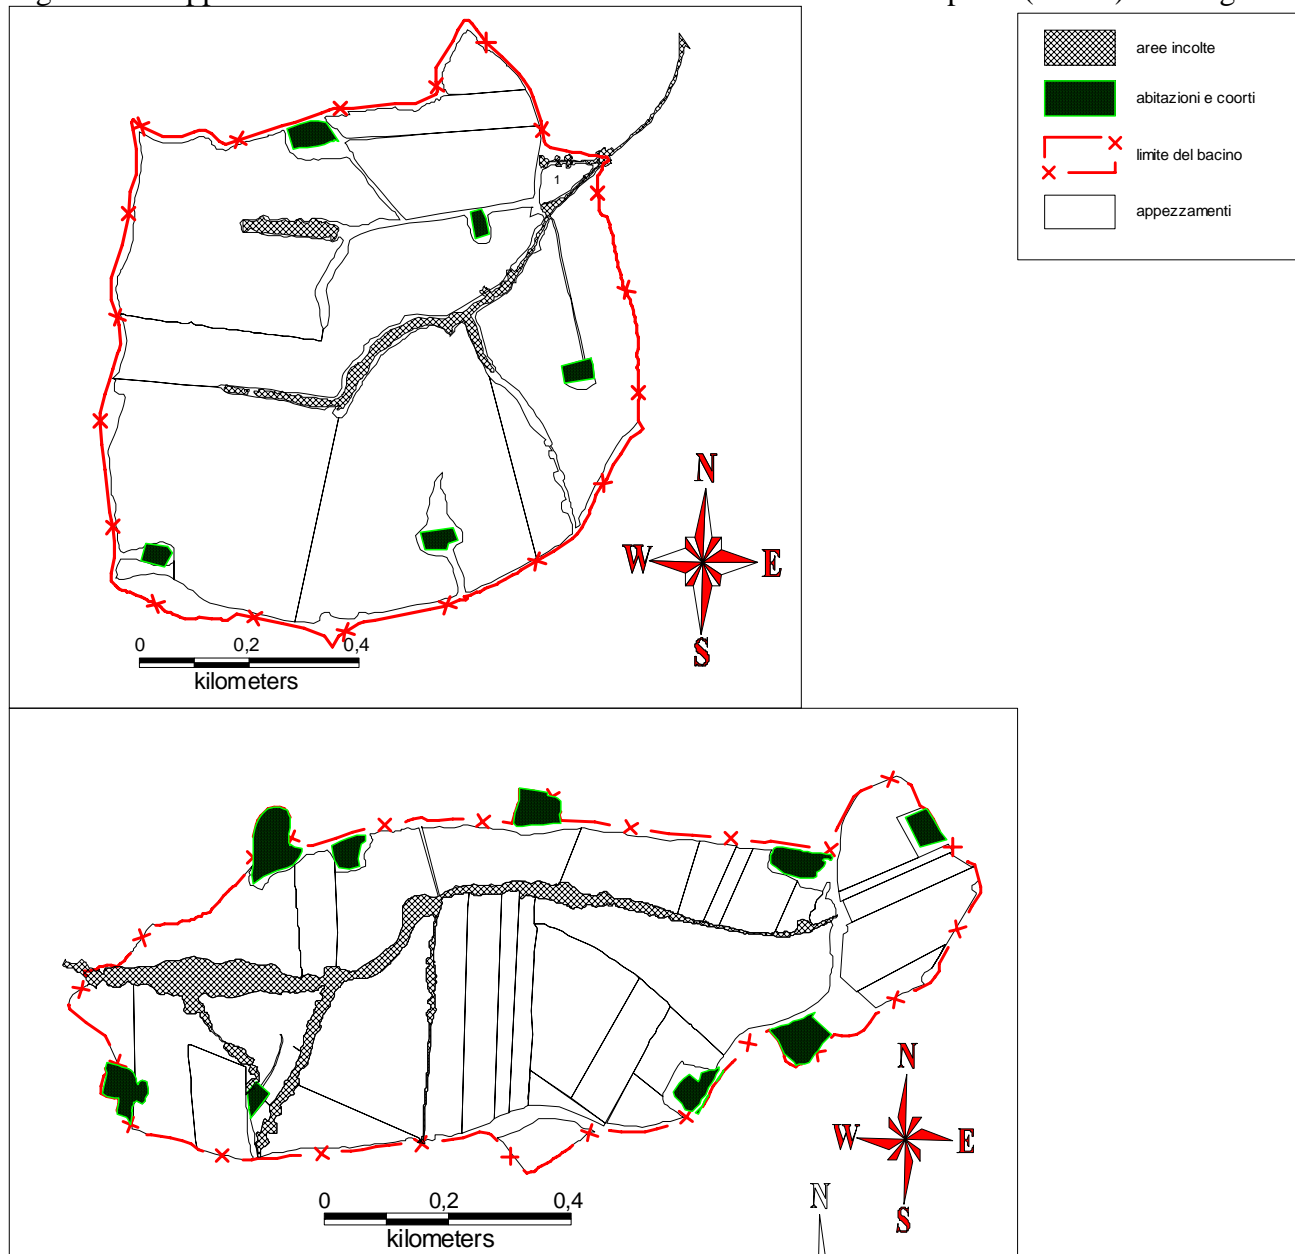 aree incolte
abitazioni e coorti
limite del bacino
appezzamenti
1
N
W E
S
0 0,2 0,4
kilometers
N
W E
S
N
0 0,2 0,4
kilometers